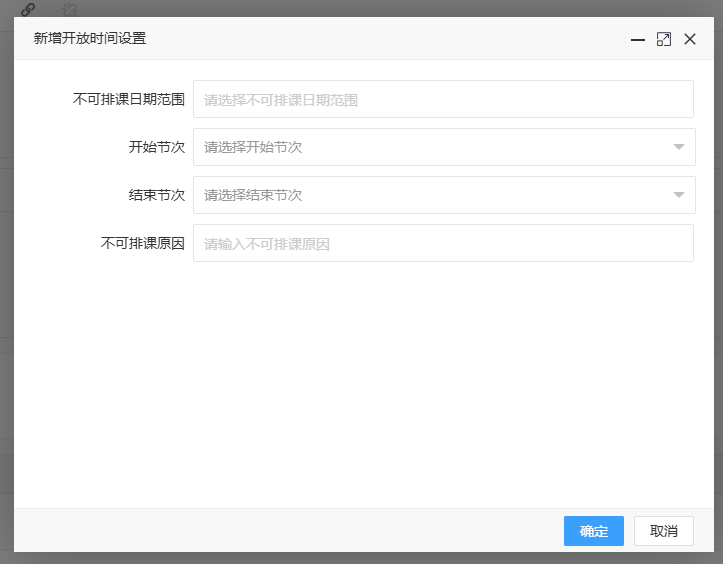 新增开放时间设置
不可排课日期范围 请选择不可排课日期范围
开始节次 请选择开始节次
结束节次 请选择结束节次
不可排课原因 请输入不可排课原因
确定 取消